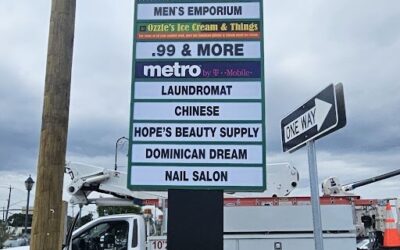 MEN'S EMPORIUM
Ozzie's Ice Cream & Things
.99 & MORE
metro by T-Mobile
LAUNDROMAT
CHINESE
HOPE'S BEAUTY SUPPLY
DOMINICAN DREAM
NAIL SALON
ONE WAY